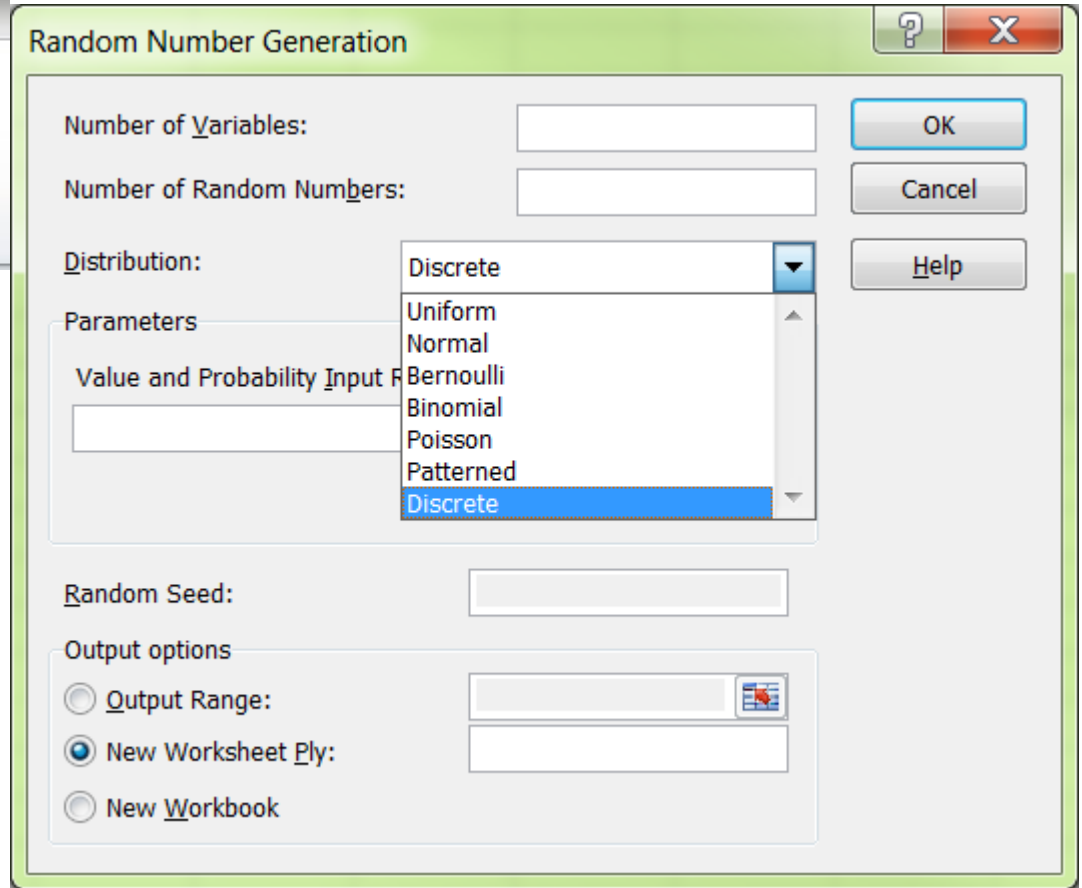 Random Number Generation
Number of Variables:
OK
Number of Random Numbers:
Cancel
Distribution:
Discrete
Help
Parameters
Uniform
Normal
Value and Probability Input R
Bernoulli
Binomial
Poisson
Patterned
Discrete
Random Seed:
Output options
Output Range:
New Worksheet Ply:
New Workbook